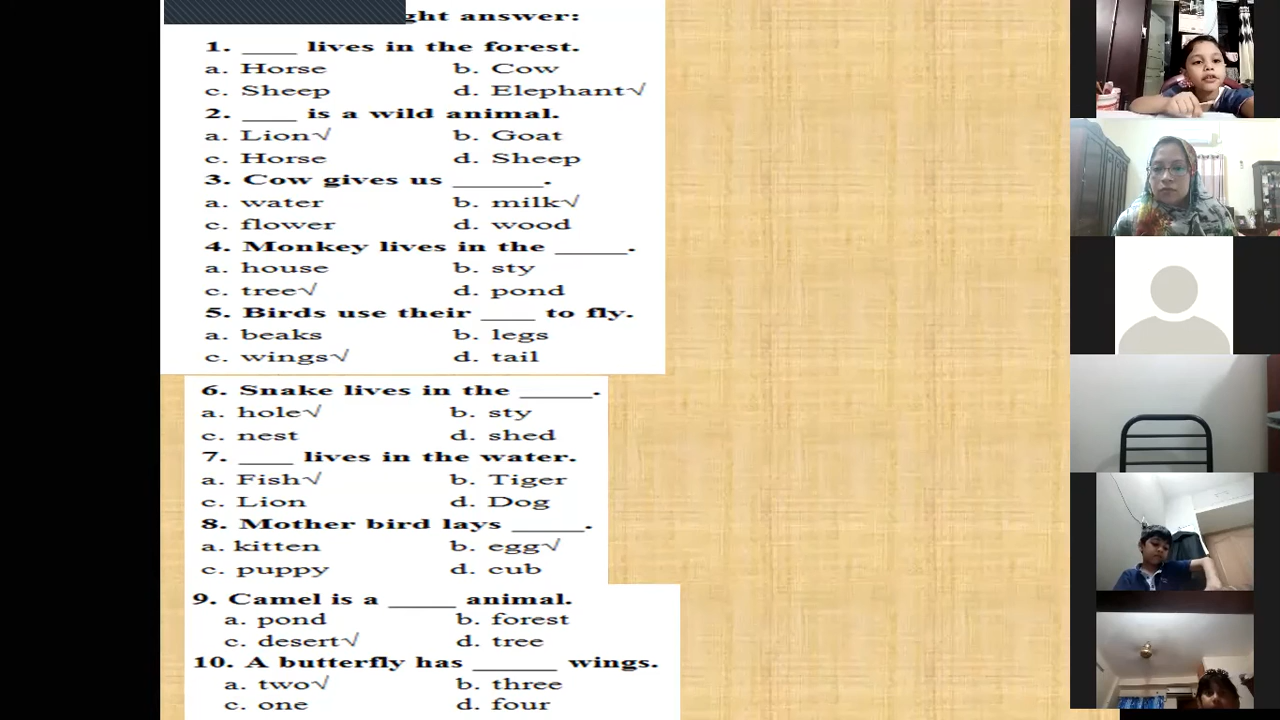 ght answer:
1. ____ lives in the forest.
a. Horse b. Cow
c. Sheep d. Elephant√
2. ____ is a wild animal.
a. Lion√ b. Goat
c. Horse d. Sheep
3. Cow gives us ______.
a. water b. milk√
c. flower d. wood
4. Monkey lives in the _____.
a. house b. sty
c. tree√ d. pond
5. Birds use their ____ to fly.
a. beaks b. legs
c. wings√ d. tail
6. Snake lives in the _____.
a. hole√ b. sty
c. nest d. shed
7. ____ lives in the water.
a. Fish√ b. Tiger
c. Lion d. Dog
8. Mother bird lays _____.
a. kitten b. egg√
c. puppy d. cub
9. Camel is a _____ animal.
a. pond b. forest
c. desert√ d. tree
10. A butterfly has ______ wings.
a. two√ b. three
c. one d. four